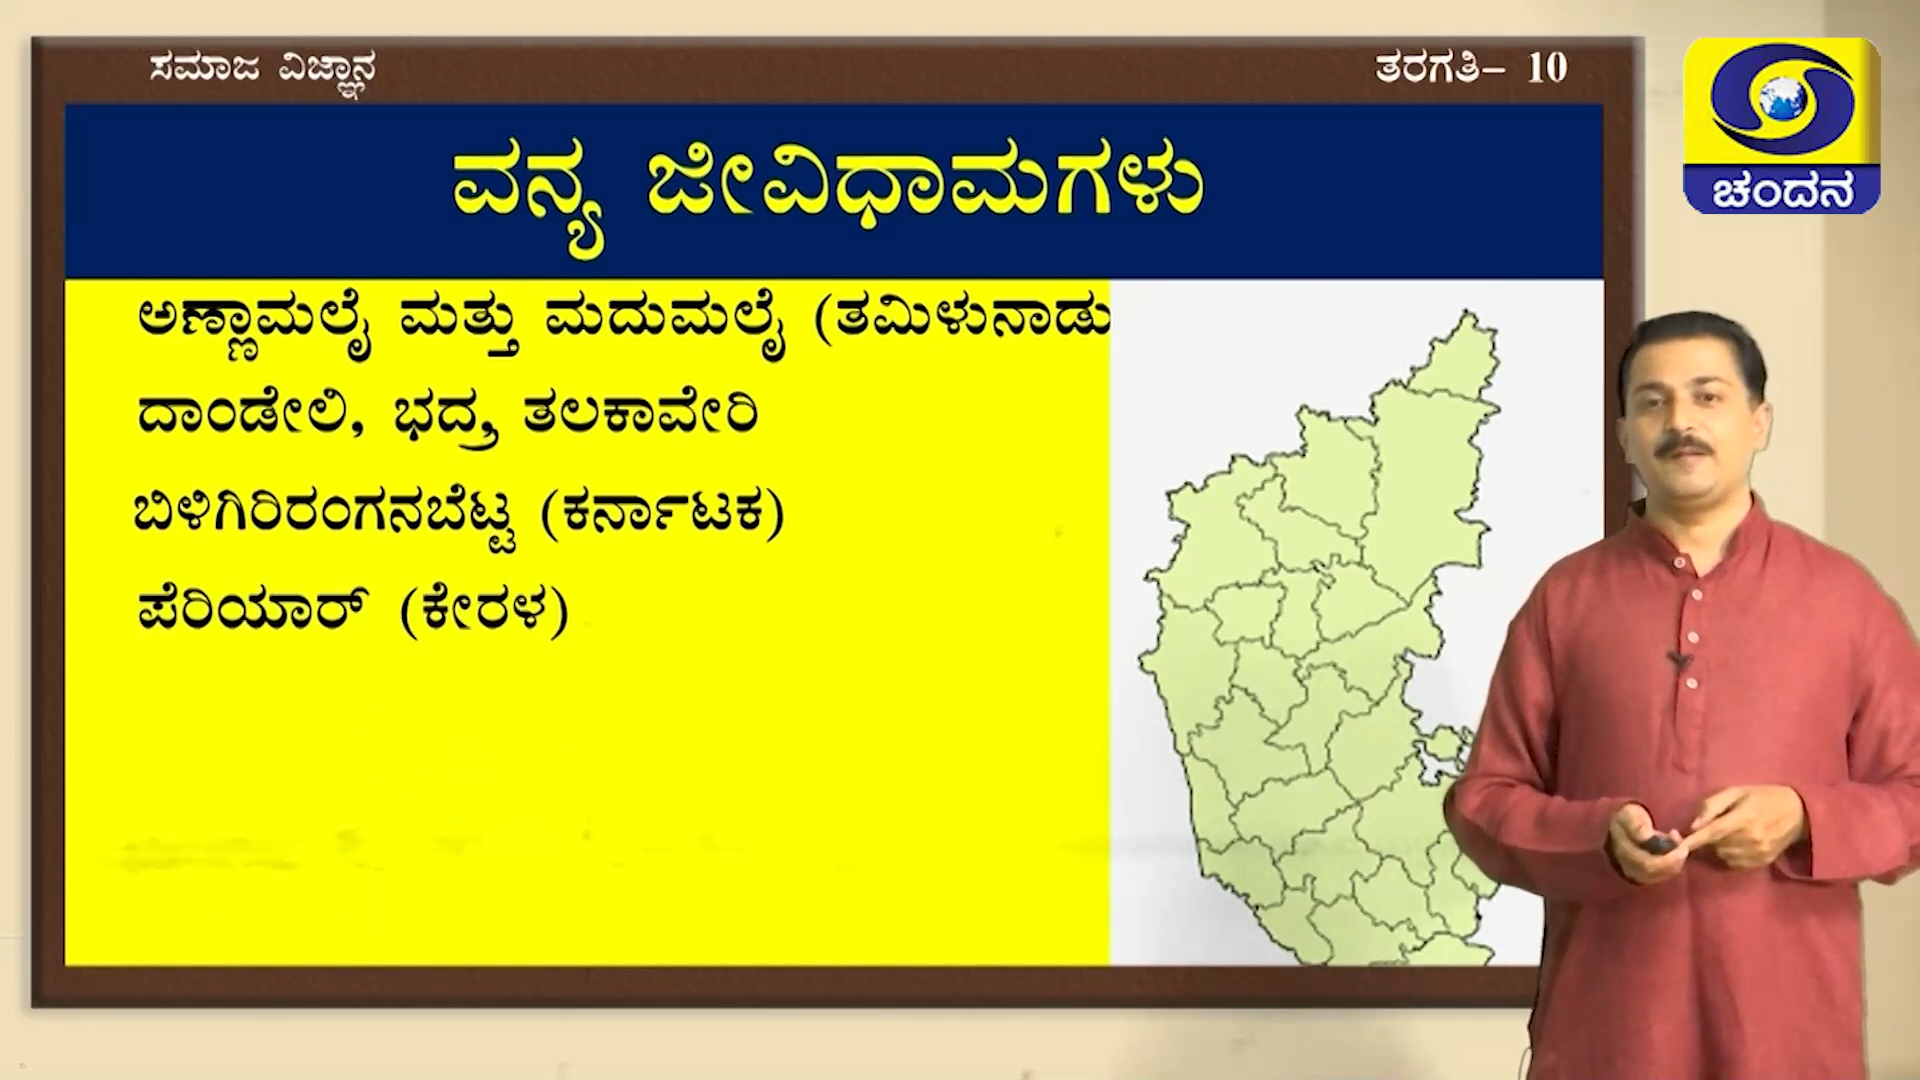 ಸಮಾಜ ವಿಜ್ಞಾನ
ತರಗತಿ– 10
ಚಂದನ
ವನ್ಯ ಜೀವಿಧಾಮಗಳು
ಅಣ್ಣಾಮಲೈ ಮತ್ತು ಮದುಮಲೈ (ತಮಿಳುನಾಡು
ದಾಂಡೇಲಿ, ಭದ್ರ, ತಲಕಾವೇರಿ
ಬಿಳಿಗಿರಿರಂಗನಬೆಟ್ಟ (ಕರ್ನಾಟಕ)
ಪೆರಿಯಾರ್ (ಕೇರಳ)